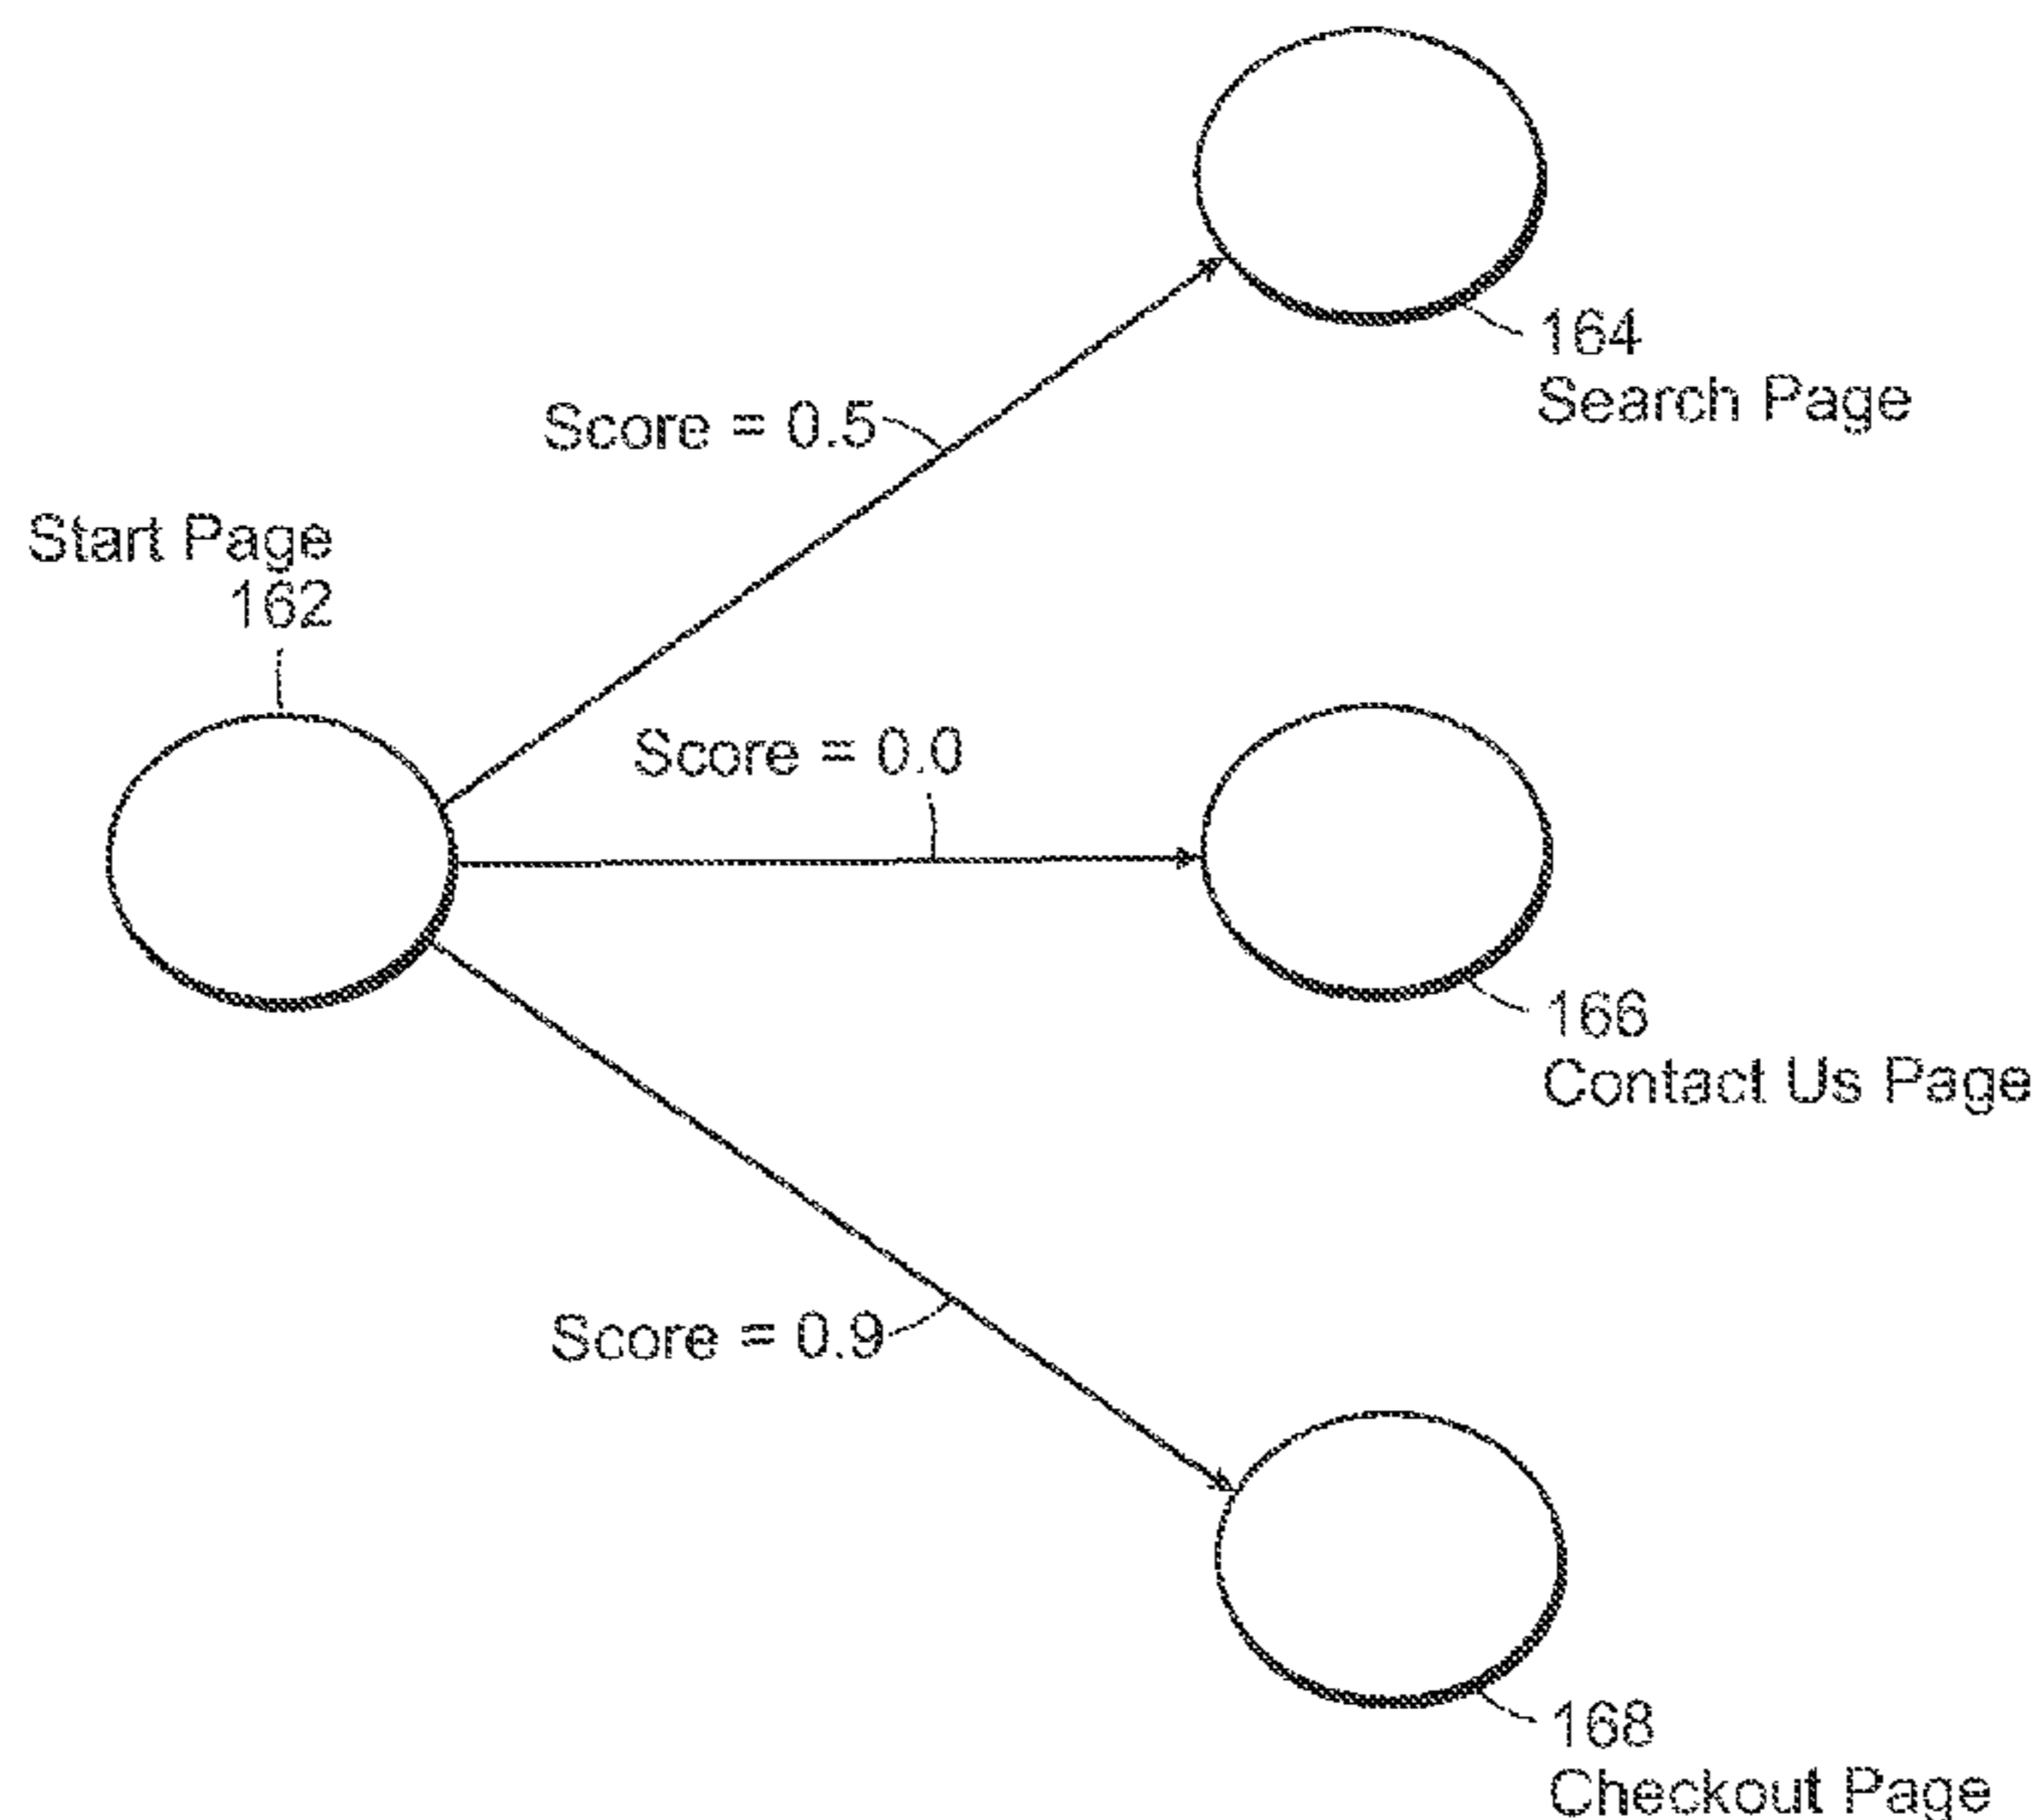 164
Search Page
Score = 0.5
Start Page
162
Score = 0.0
166
Contact Us Page
Score = 0.9
168
Checkout Page